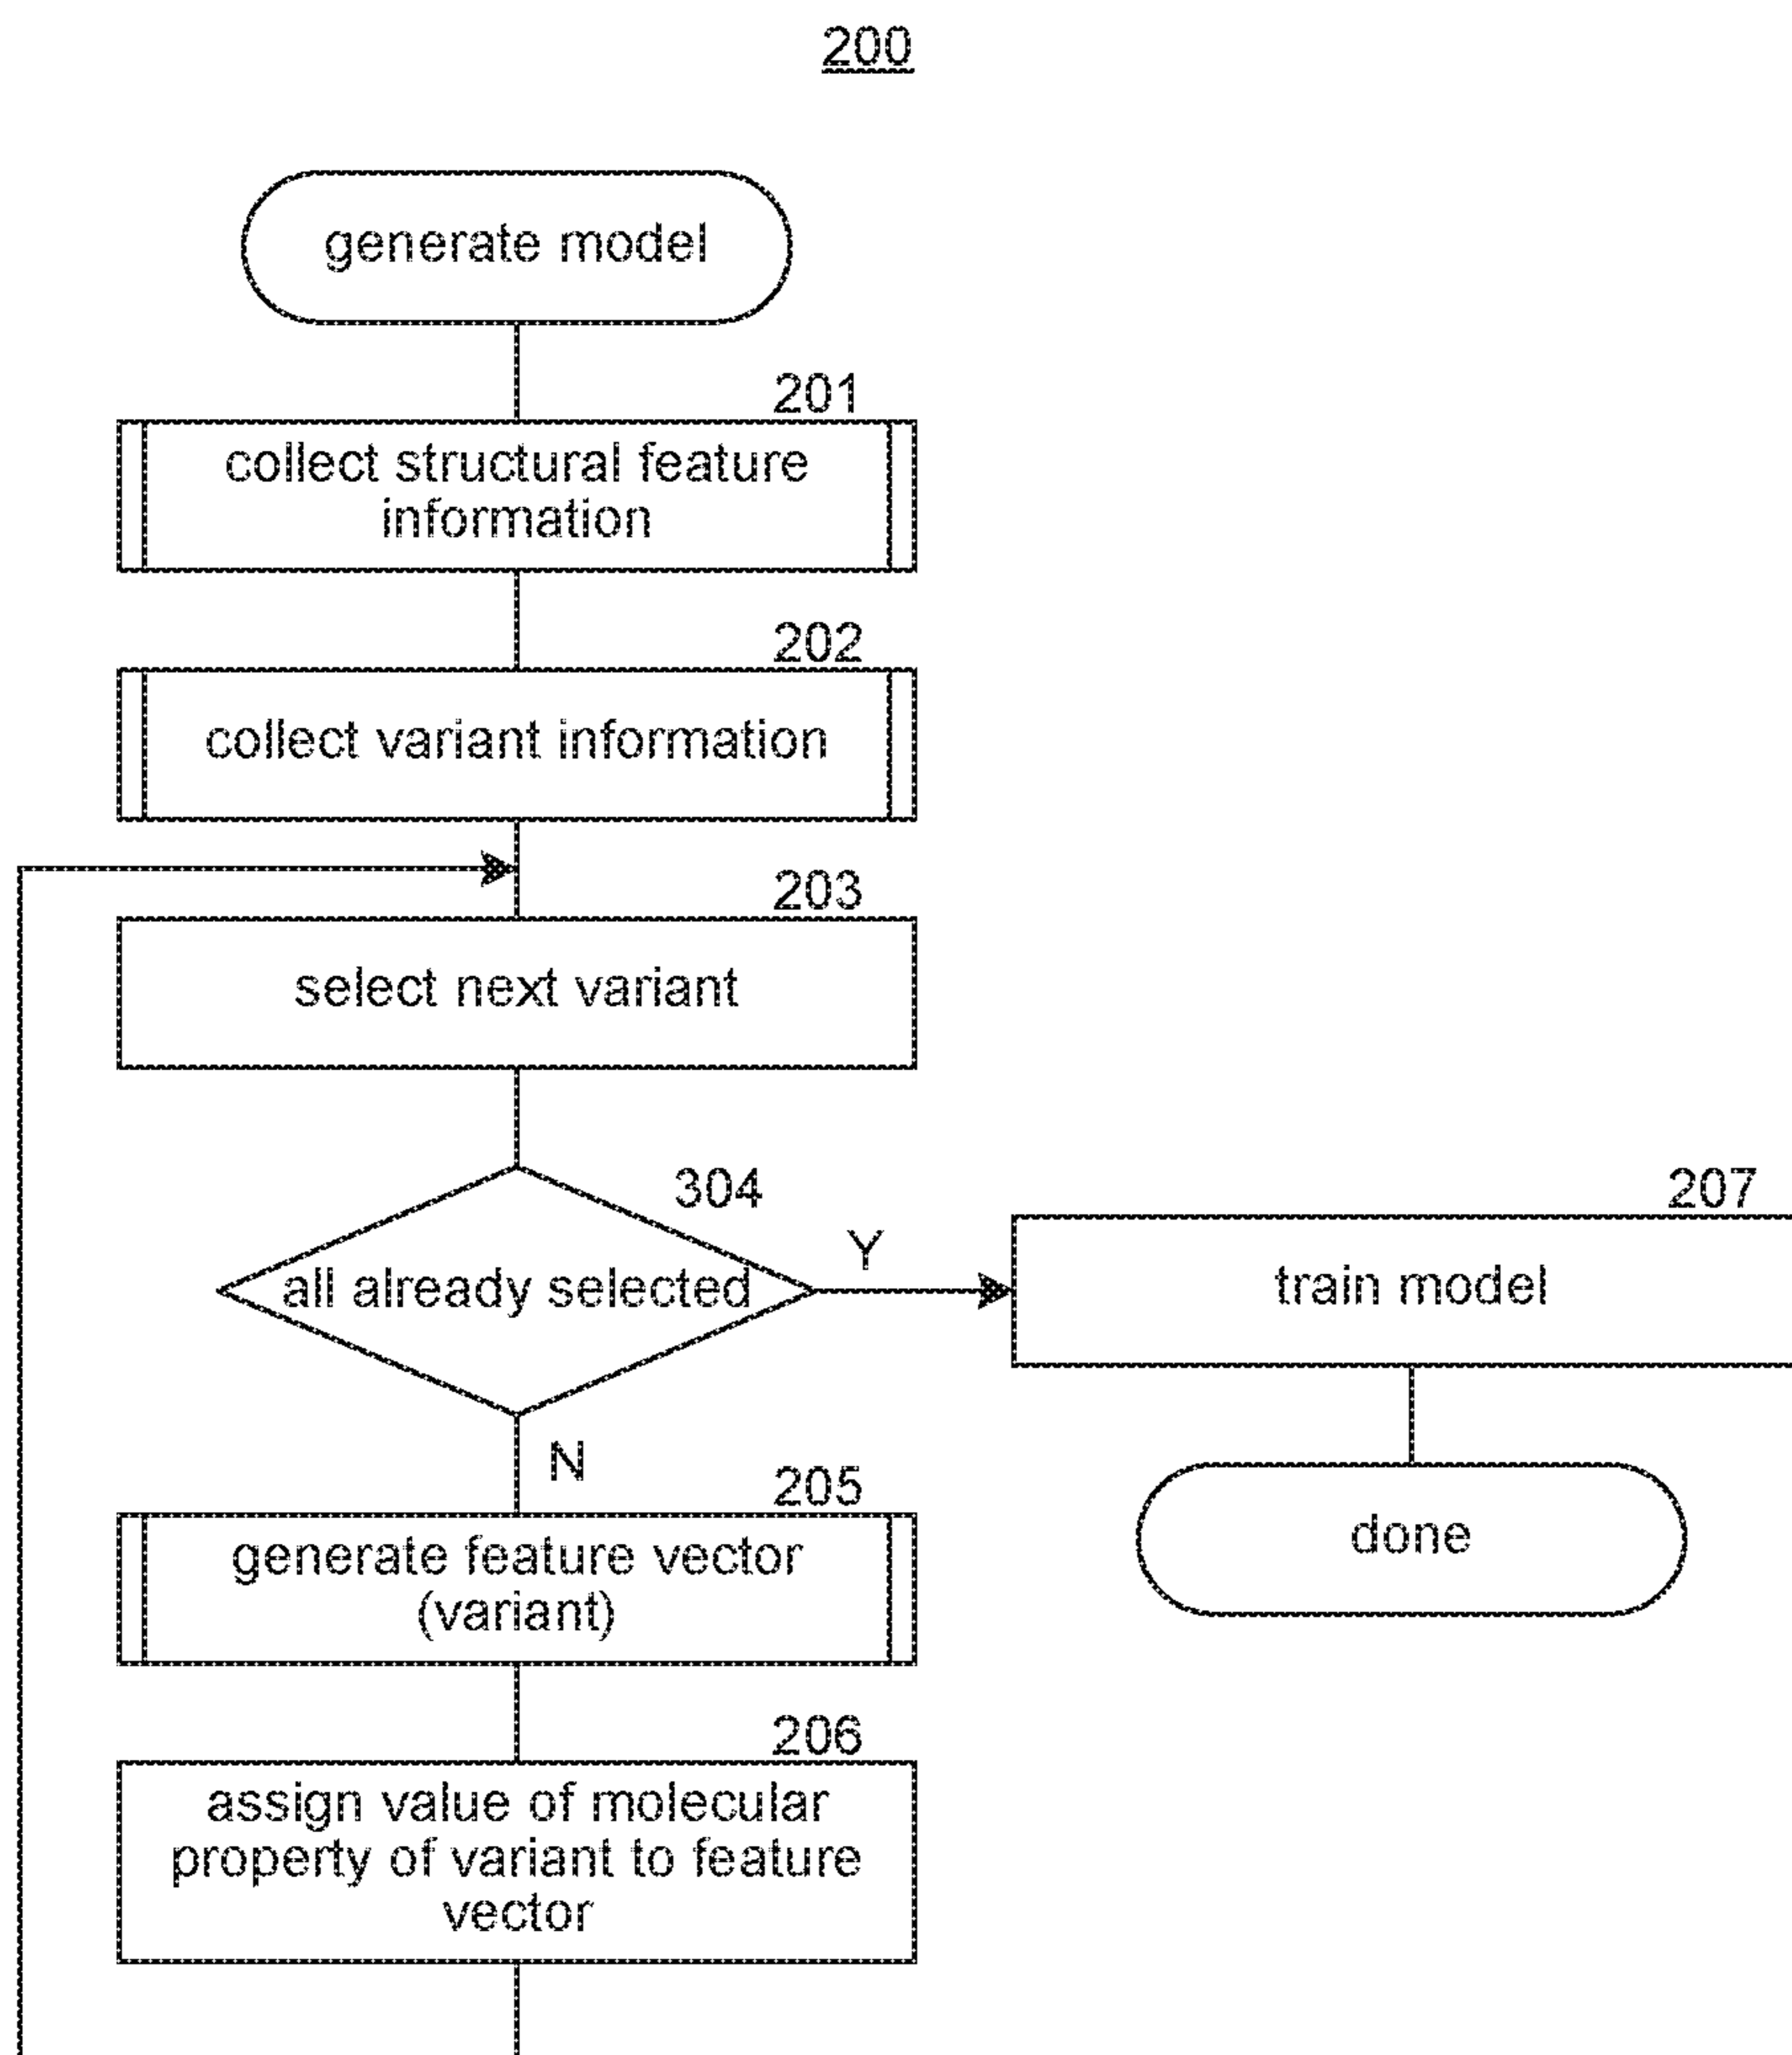 200
generate model
201
collect structural feature
information
202
collect variant information
203
select next variant
304
all already selected
Y
207
train model
N
done
205
generate feature vector
(variant)
206
assign value of molecular
property of variant to feature
vector